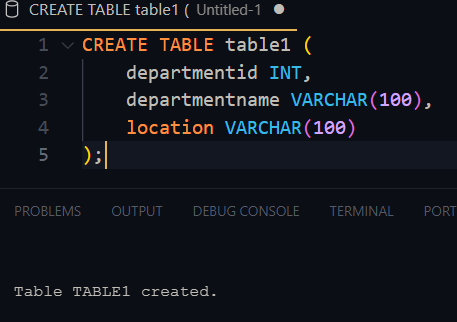 CREATE TABLE table1 ( Untitled-1
1 CREATE TABLE table1 (
2 departmentid INT,
3 departmentname VARCHAR(100),
4 location VARCHAR(100)
5 );
PROBLEMS OUTPUT DEBUG CONSOLE TERMINAL PORT
Table TABLE1 created.